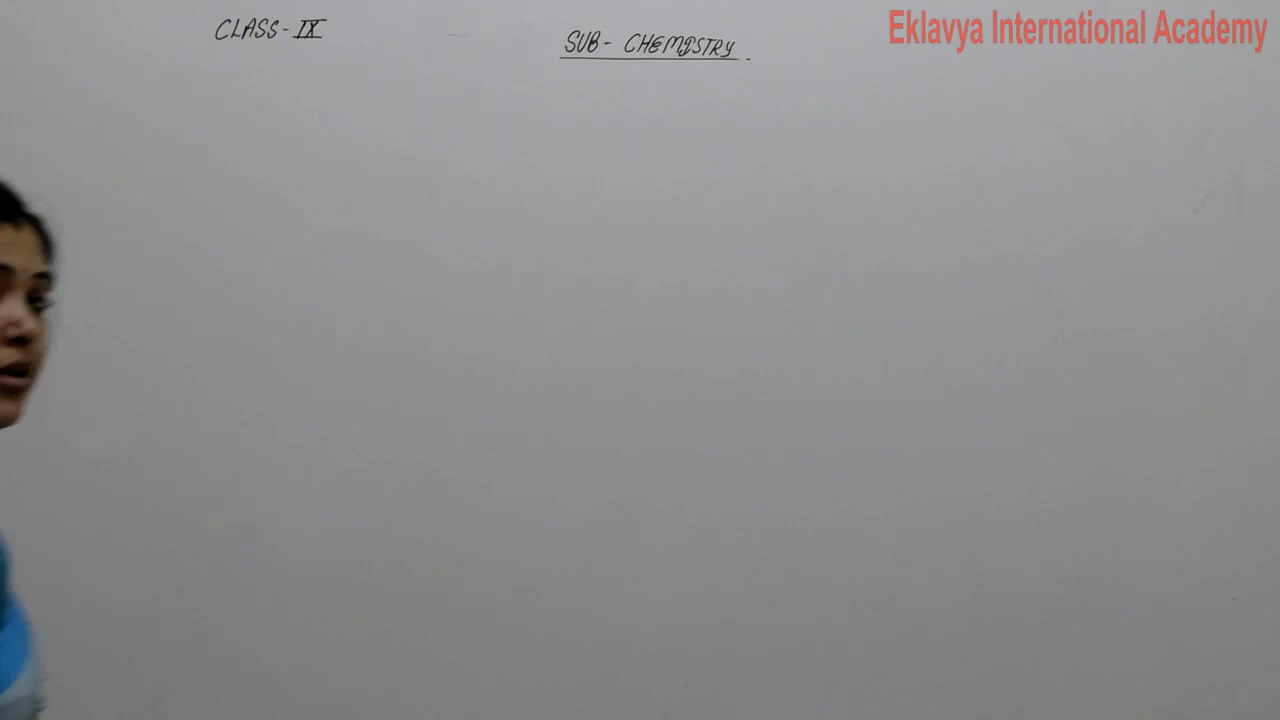 CLASS - IX
SUB - CHEMISTRY.
Eklavya International Academy